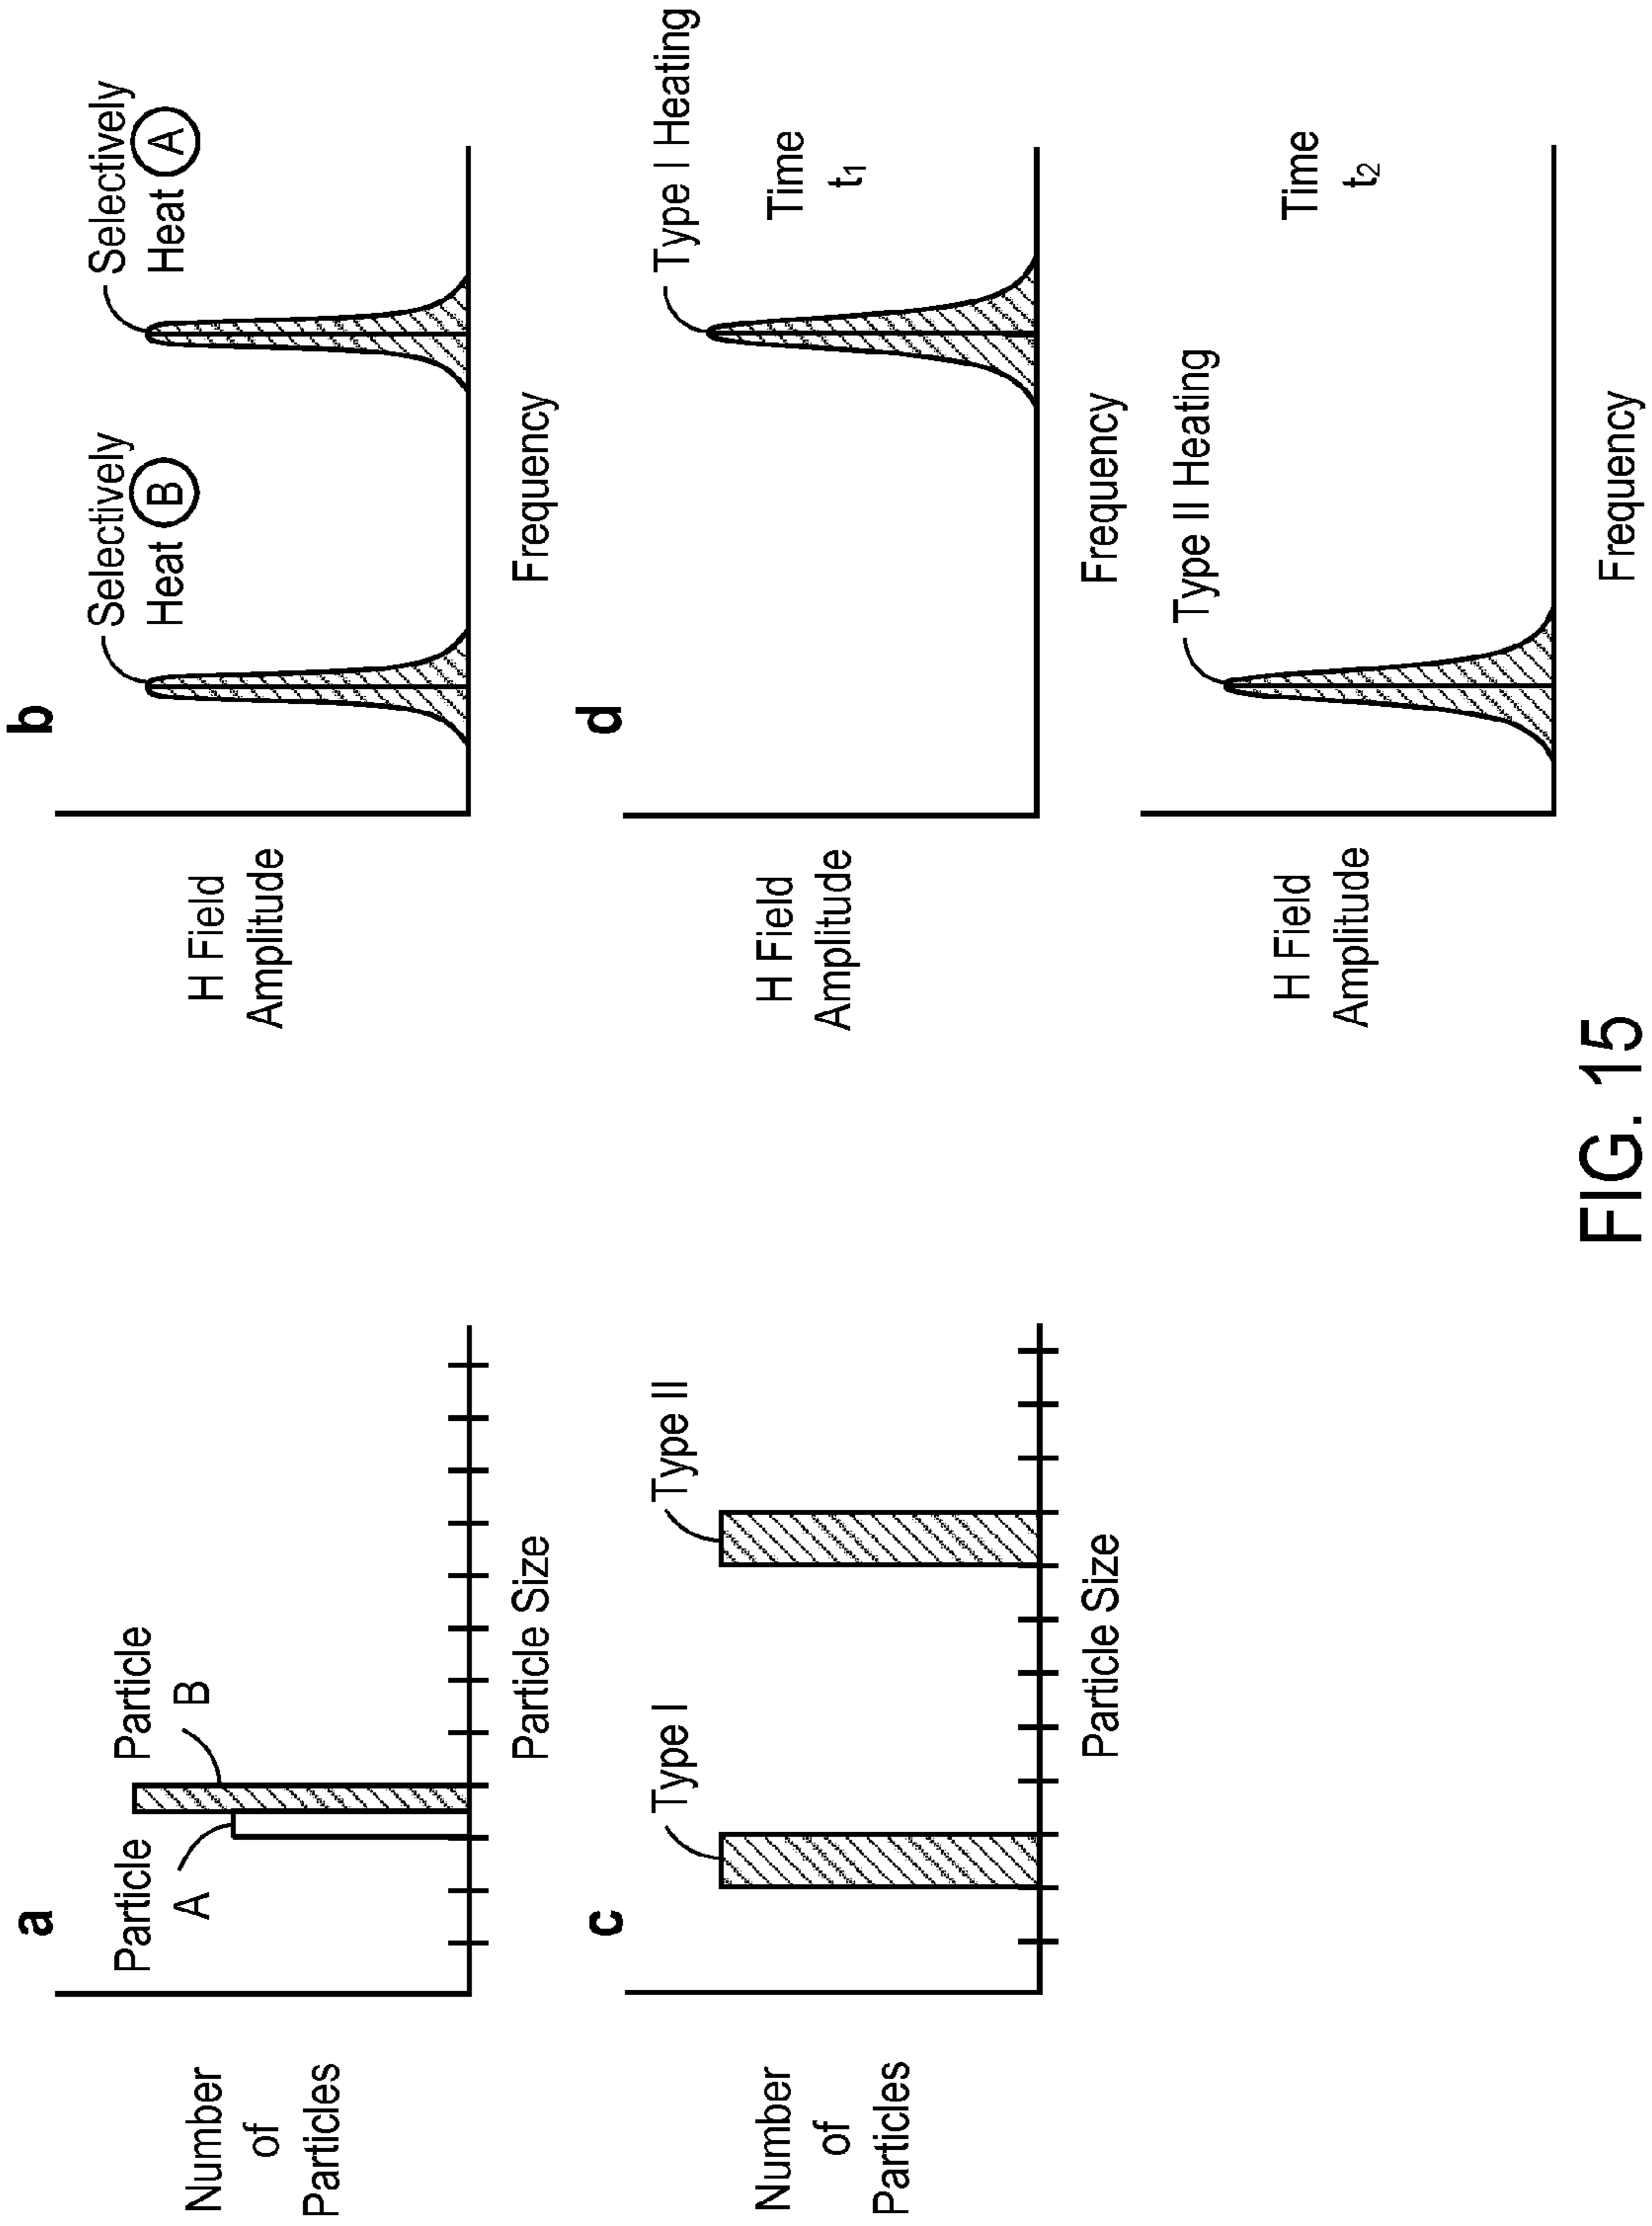 a
Number
of
Particles
Particle
A
Particle
B
Particle Size
b
H Field
Amplitude
Selectively
Heat B
Selectively
Heat A
Frequency
c
Number
of
Particles
Type I
Type II
Particle Size
d
H Field
Amplitude
Type I Heating
Time
t1
Frequency
H Field
Amplitude
Type II Heating
Time
t2
Frequency
FIG. 15